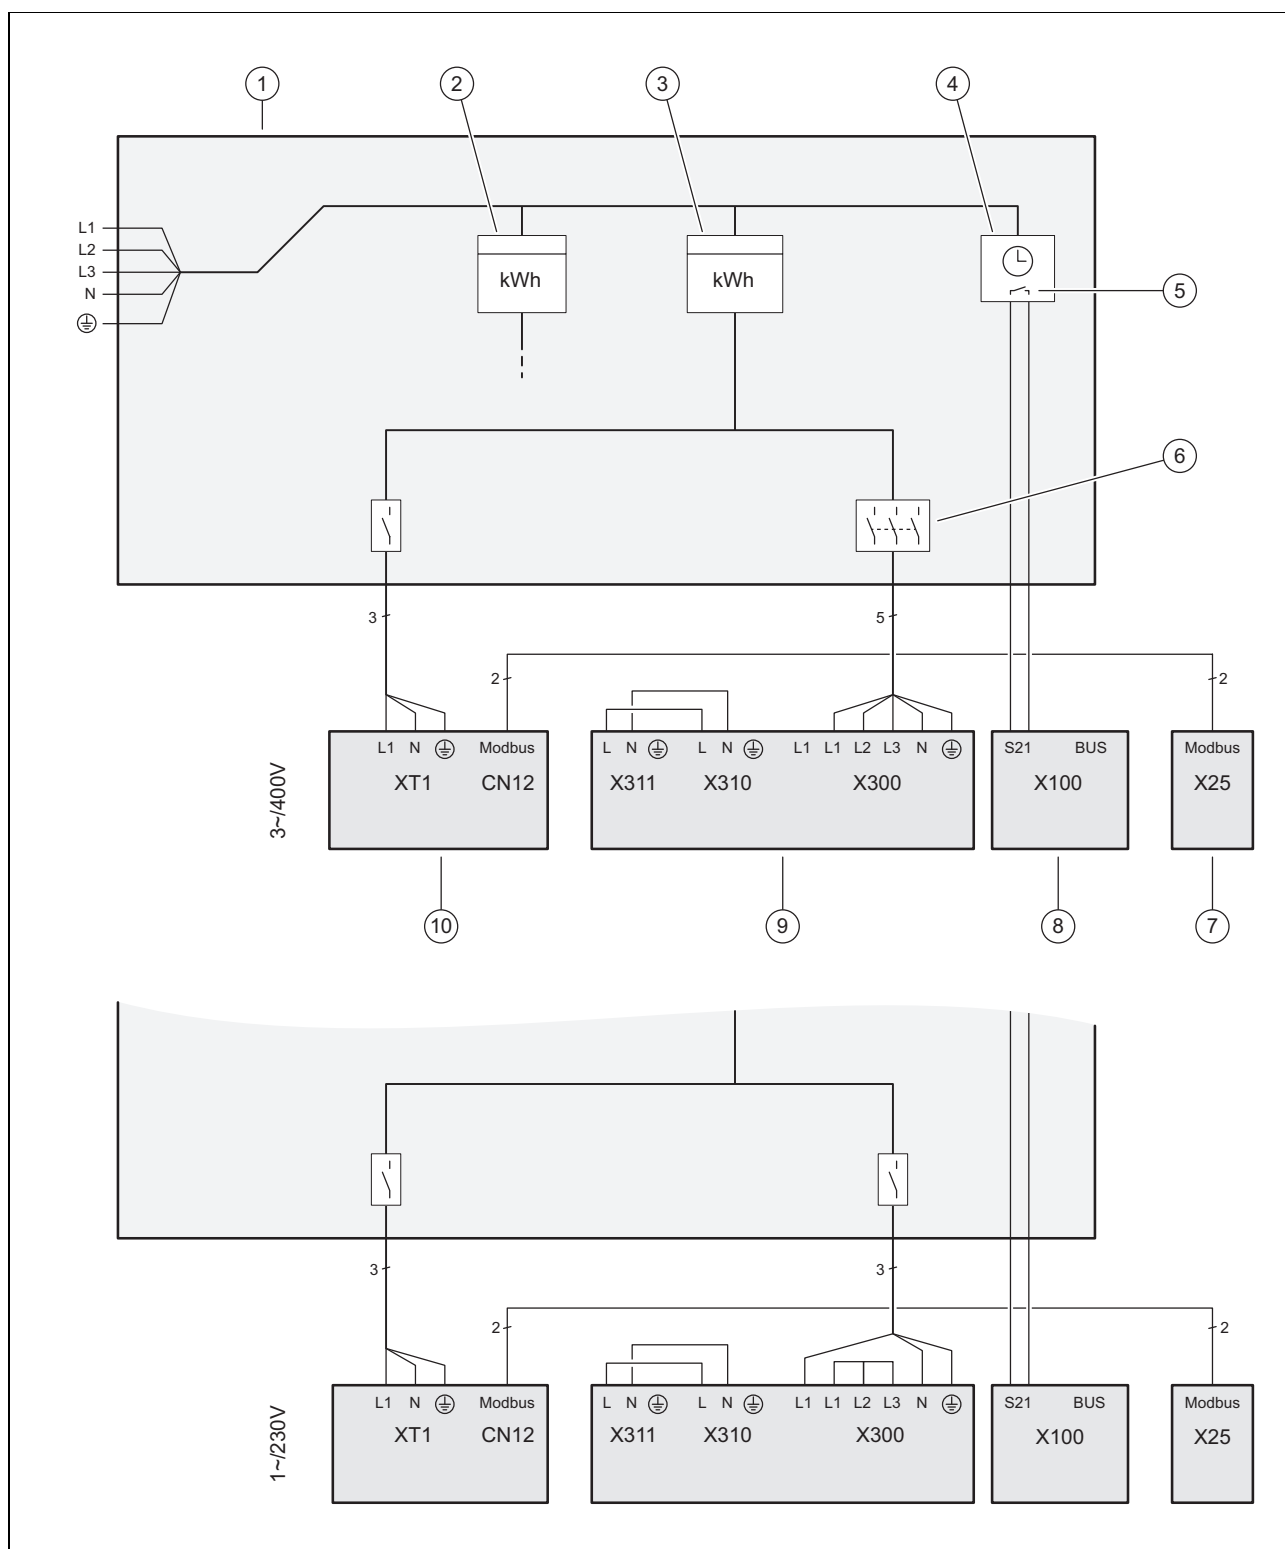 1 2 3 4
L1
L2
L3
N
kWh kWh
5
6
3 5
2 2
L1 N Modbus L N L N L1 L1 L2 L3 N S21 BUS Modbus
XT1 CN12 X311 X310 X300 X100 X25
3~/400V
10 9 8 7
3 3
2 2
L1 N Modbus L N L N L1 L1 L2 L3 N S21 BUS Modbus
XT1 CN12 X311 X310 X300 X100 X25
1~/230V